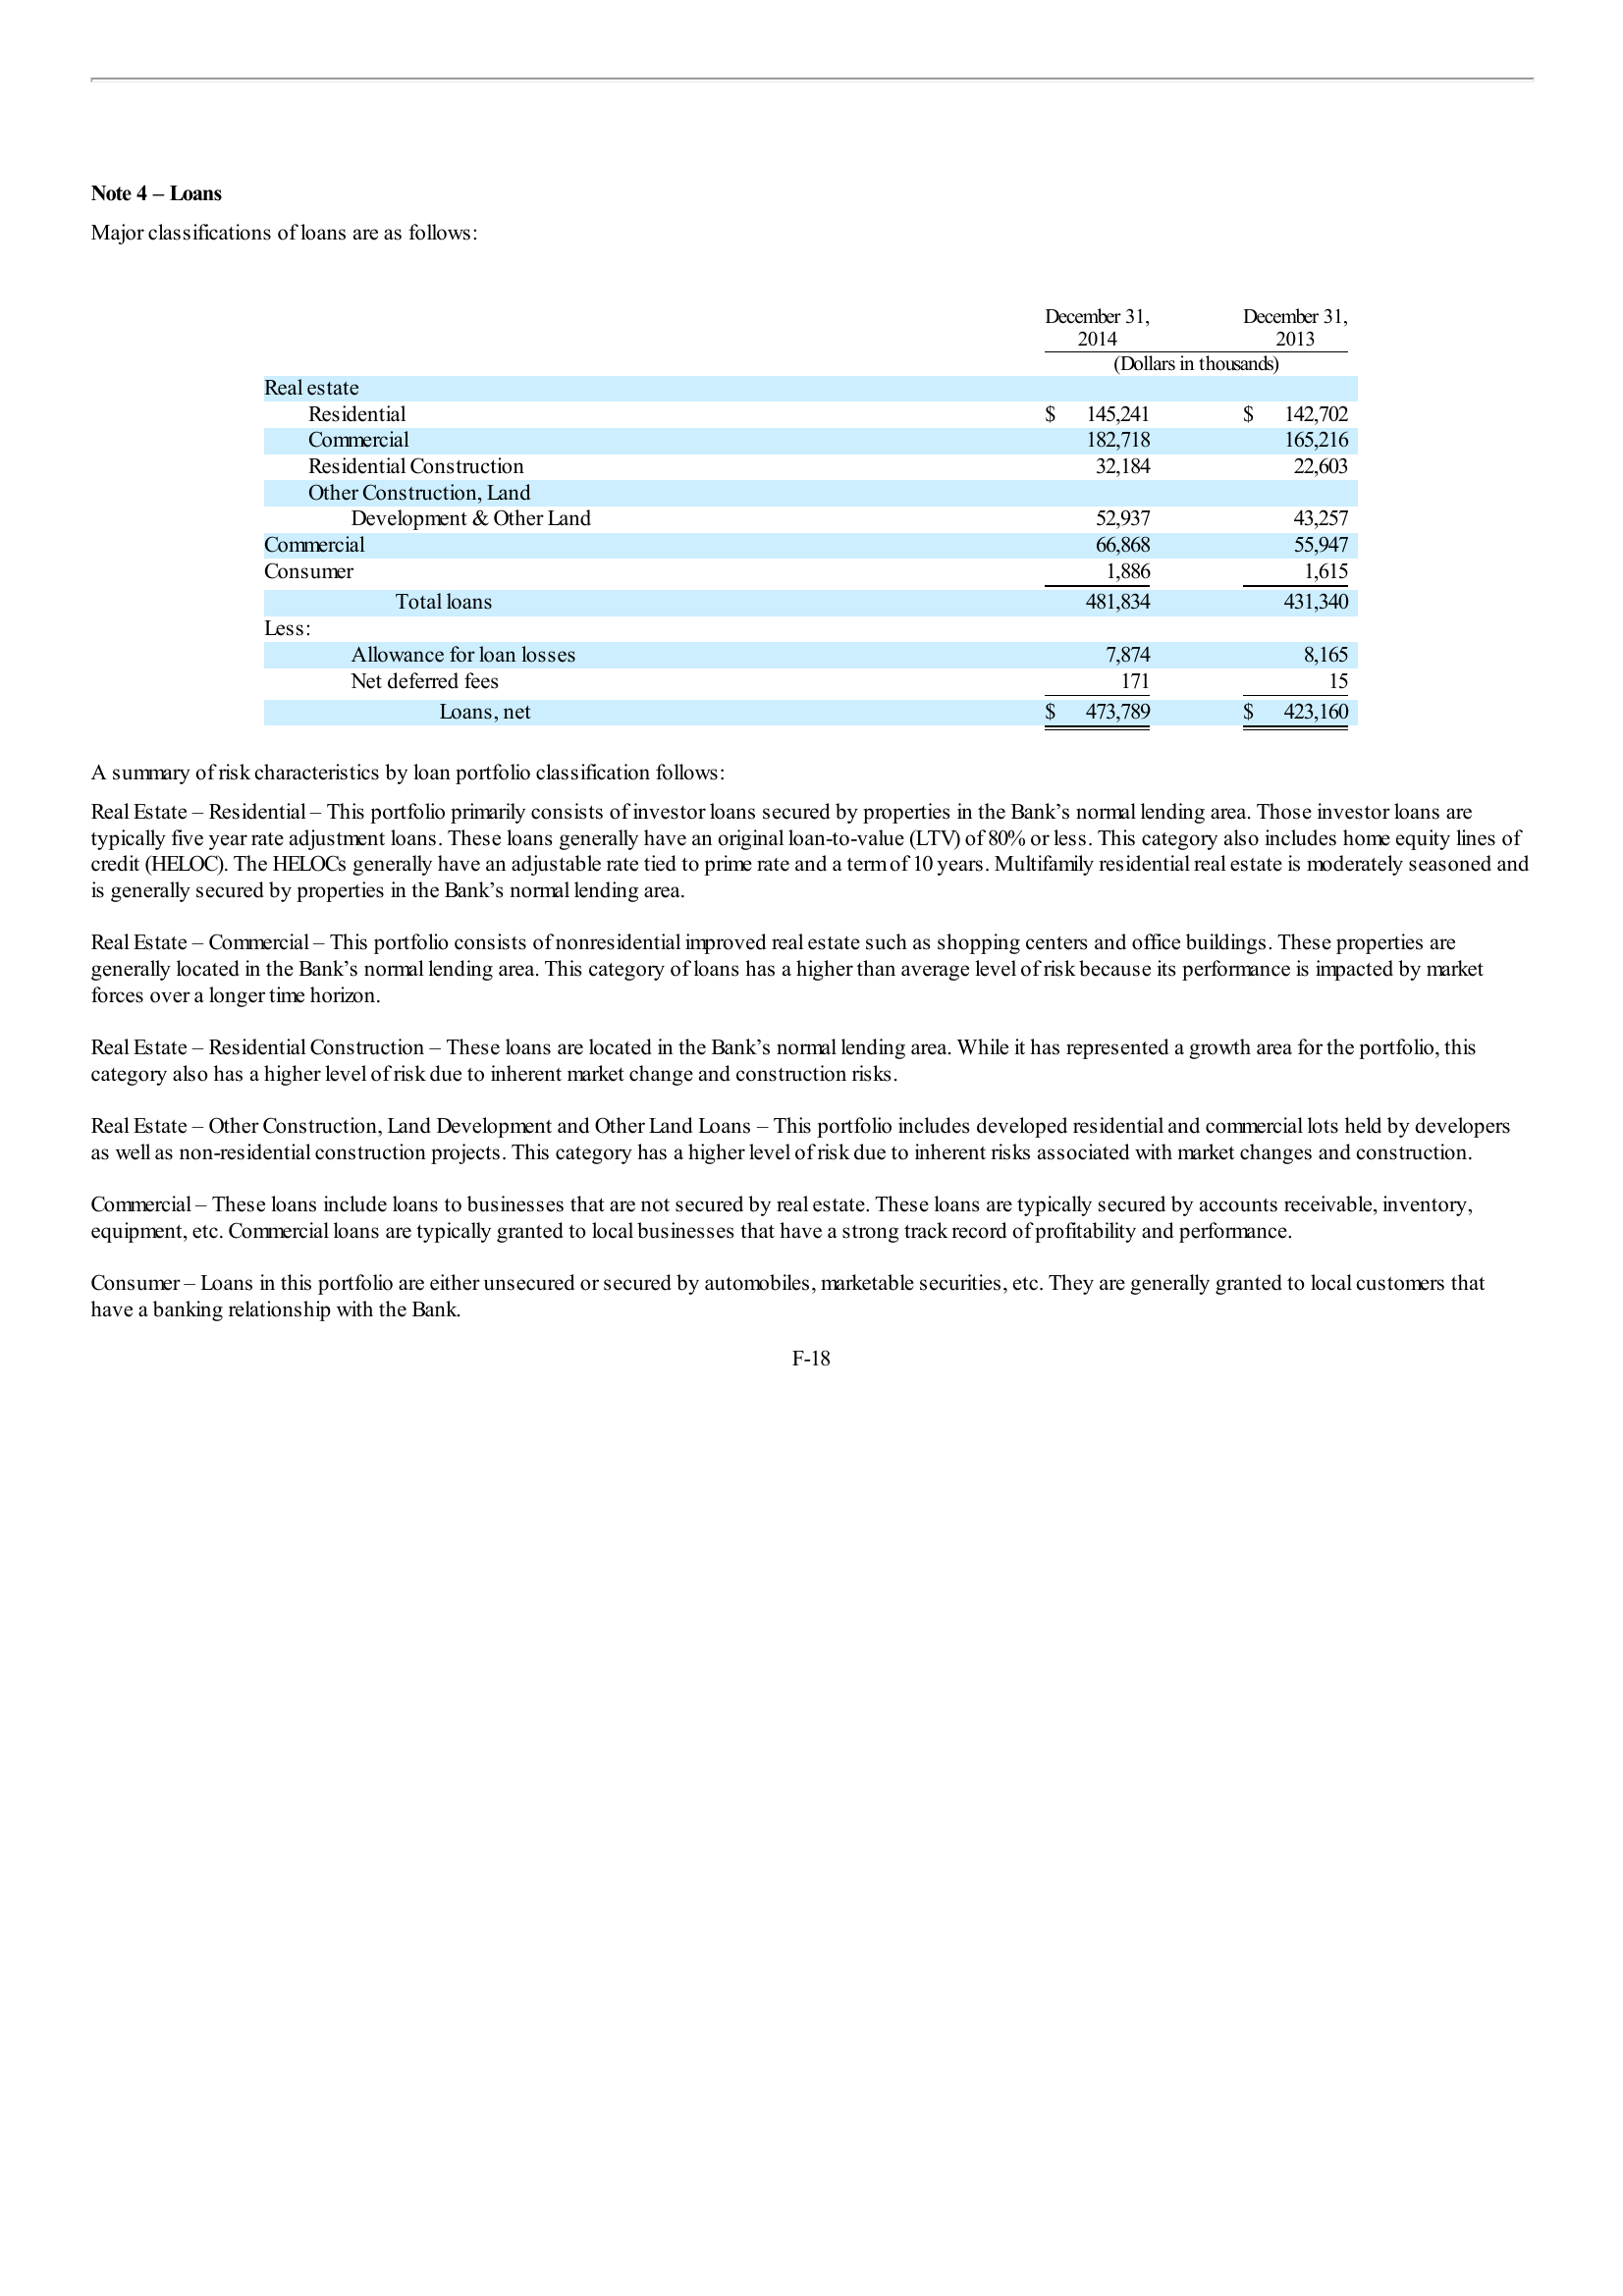 Note 4 – Loans
Major classifications of loans are as follows:
December 31, December 31,
2014 2013
(Dollars in thousands)
Real estate
Residential $ 145,241 $ 142,702
Commercial 182,718 165,216
Residential Construction 32,184 22,603
Other Construction, Land
Development & Other Land 52,937 43,257
Commercial 66,868 55,947
Consumer 1,886 1,615
Total loans 481,834 431,340
Less:
Allowance for loan losses 7,874 8,165
Net deferred fees 171 15
Loans, net $ 473,789 $ 423,160
A summary of risk characteristics by loan portfolio classification follows:
Real Estate – Residential – This portfolio primarily consists of investor loans secured by properties in the Bank’s normal lending area. Those investor loans are
typically five year rate adjustment loans. These loans generally have an original loan-to-value (LTV) of 80% or less. This category also includes home equity lines of
credit (HELOC). The HELOCs generally have an adjustable rate tied to prime rate and a term of 10 years. Multifamily residential real estate is moderately seasoned and
is generally secured by properties in the Bank’s normal lending area.
Real Estate – Commercial – This portfolio consists of nonresidential improved real estate such as shopping centers and office buildings. These properties are
generally located in the Bank’s normal lending area. This category of loans has a higher than average level of risk because its performance is impacted by market
forces over a longer time horizon.
Real Estate – Residential Construction – These loans are located in the Bank’s normal lending area. While it has represented a growth area for the portfolio, this
category also has a higher level of risk due to inherent market change and construction risks.
Real Estate – Other Construction, Land Development and Other Land Loans – This portfolio includes developed residential and commercial lots held by developers
as well as non-residential construction projects. This category has a higher level of risk due to inherent risks associated with market changes and construction.
Commercial – These loans include loans to businesses that are not secured by real estate. These loans are typically secured by accounts receivable, inventory,
equipment, etc. Commercial loans are typically granted to local businesses that have a strong track record of profitability and performance.
Consumer – Loans in this portfolio are either unsecured or secured by automobiles, marketable securities, etc. They are generally granted to local customers that
have a banking relationship with the Bank.
F-18